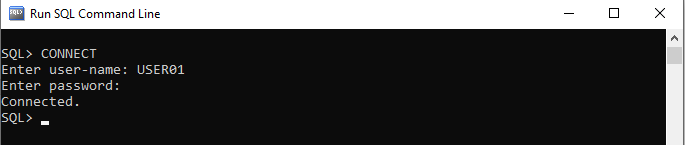 Run SQL Command Line
SQL> CONNECT
Enter user-name: USER01
Enter password:
Connected.
SQL>